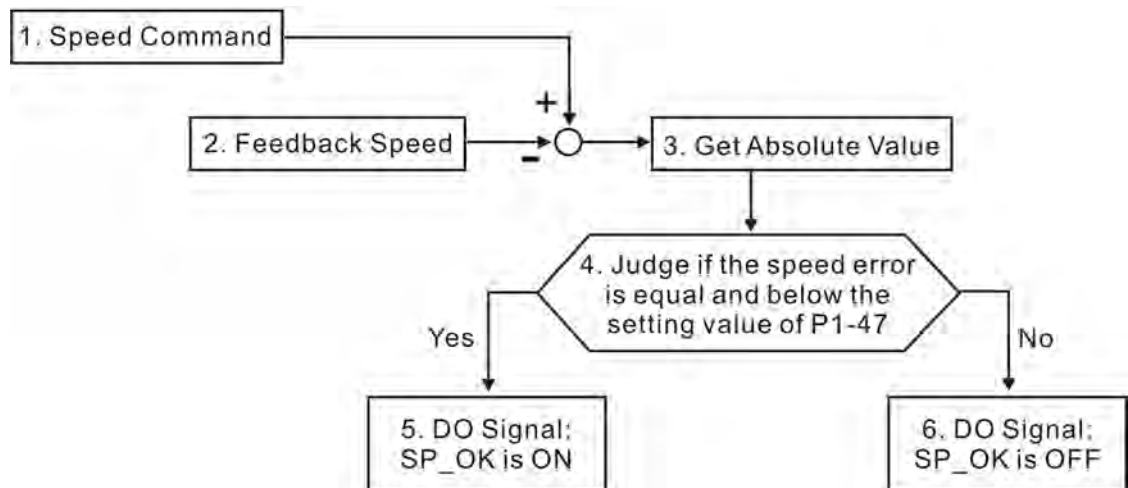 1. Speed Command
+
2. Feedback Speed
-
3. Get Absolute Value
4. Judge if the speed error
is equal and below the
setting value of P1-47
Yes
No
5. DO Signal:
SP_OK is ON
6. DO Signal:
SP_OK is OFF